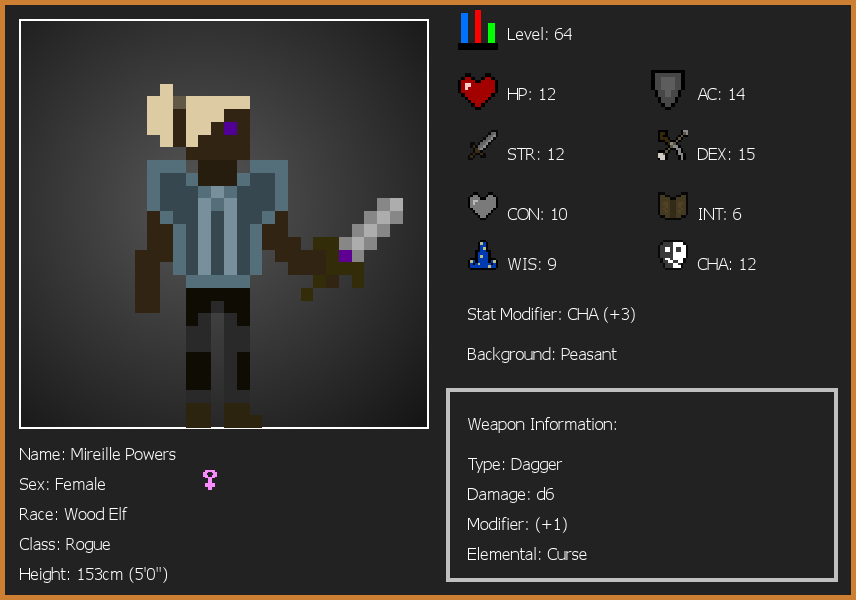 Level: 64
HP: 12
AC: 14
STR: 12
DEX: 15
CON: 10
INT: 6
WIS: 9
CHA: 12
Stat Modifier: CHA (+3)
Background: Peasant
Weapon Information:
Type: Dagger
Damage: d6
Modifier: (+1)
Elemental: Curse
Name: Mireille Powers
Sex: Female
Race: Wood Elf
Class: Rogue
Height: 153cm (5'0")